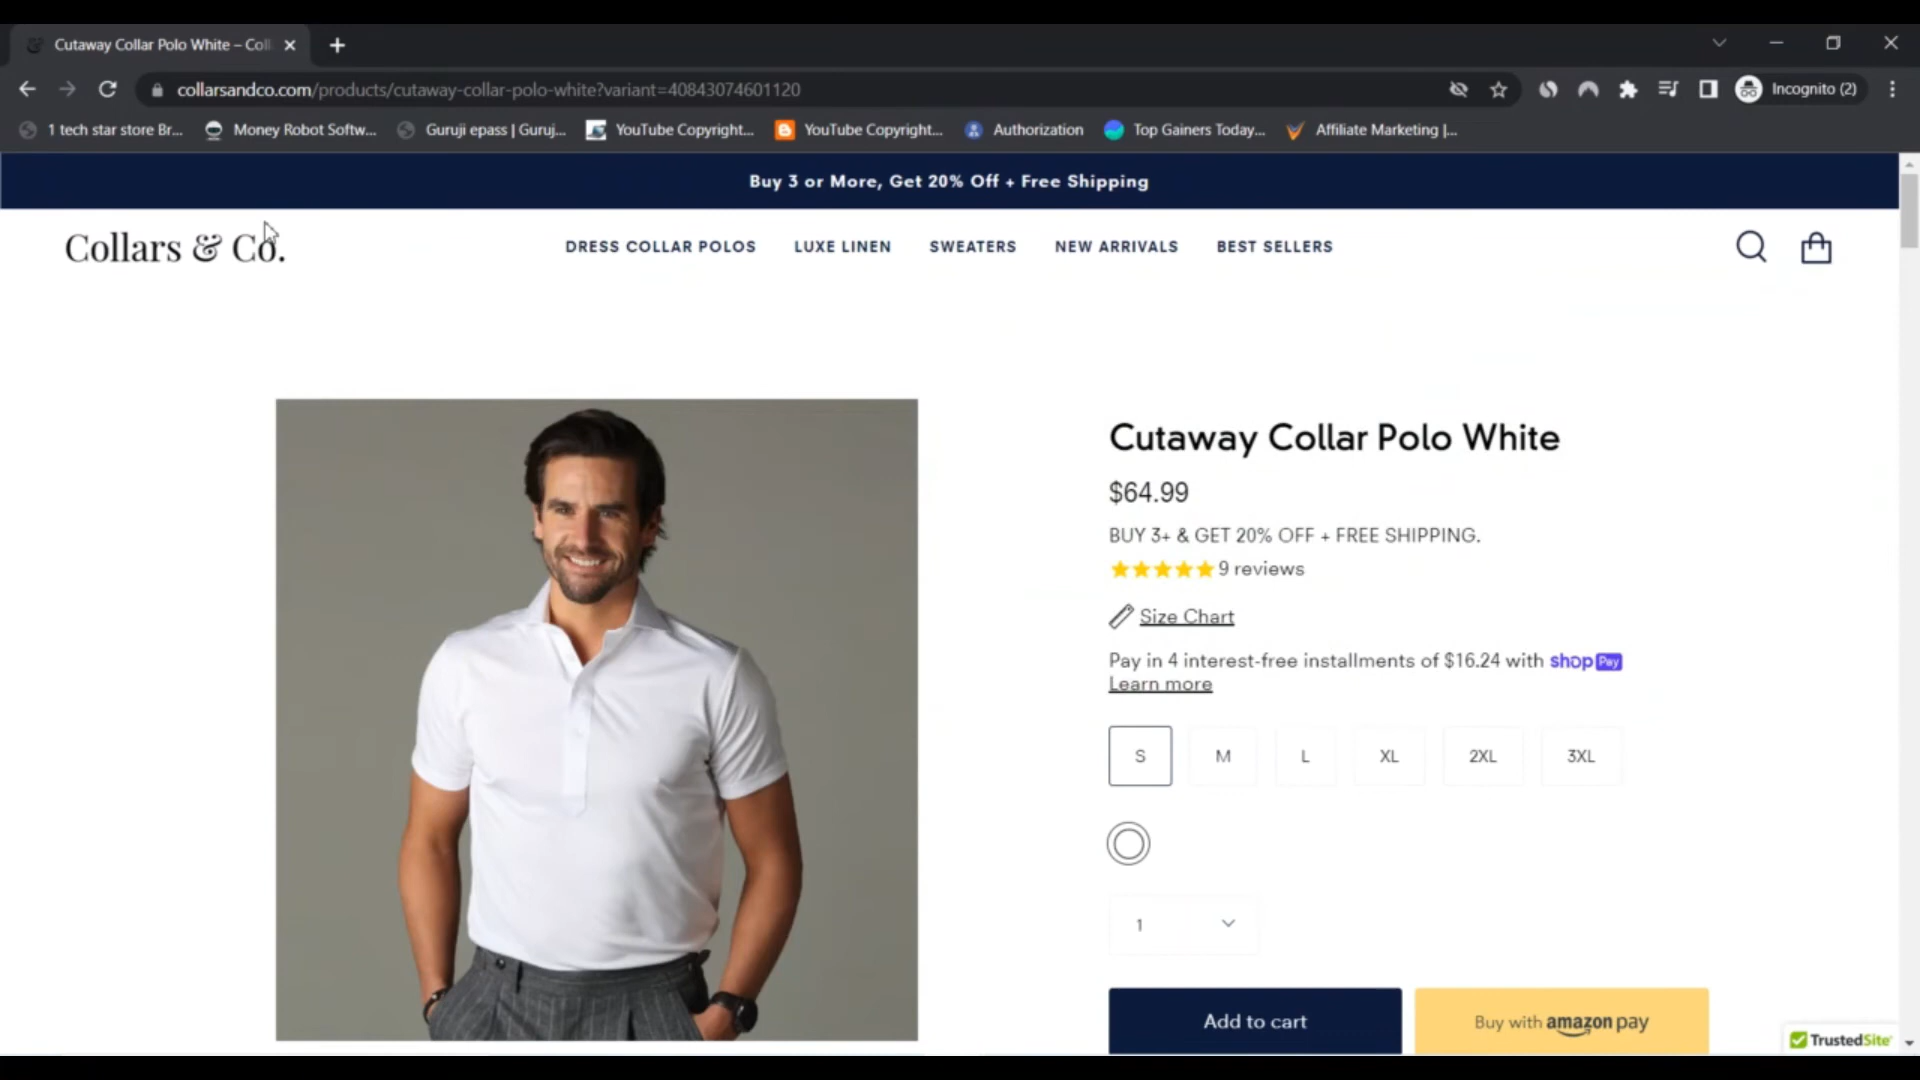 Cutaway Collar Polo White – Coll
collarsandco.com/products/cutaway-collar-polo-white?variant=40843074601120
Incognito (2)
1 tech star store Br...
Money Robot Softw...
Guruji epass | Guruj...
YouTube Copyright...
YouTube Copyright...
Authorization
Top Gainers Today...
Affiliate Marketing |...
Buy 3 or More, Get 20% Off + Free Shipping
Collars & Co.
DRESS COLLAR POLOS
LUXE LINEN
SWEATERS
NEW ARRIVALS
BEST SELLERS
Cutaway Collar Polo White
$64.99
BUY 3+ & GET 20% OFF + FREE SHIPPING.
9 reviews
Size Chart
Pay in 4 interest-free installments of $16.24 with shop Pay
Learn more
S
M
L
XL
2XL
3XL
1
Add to cart
Buy with amazon pay
TrustedSite